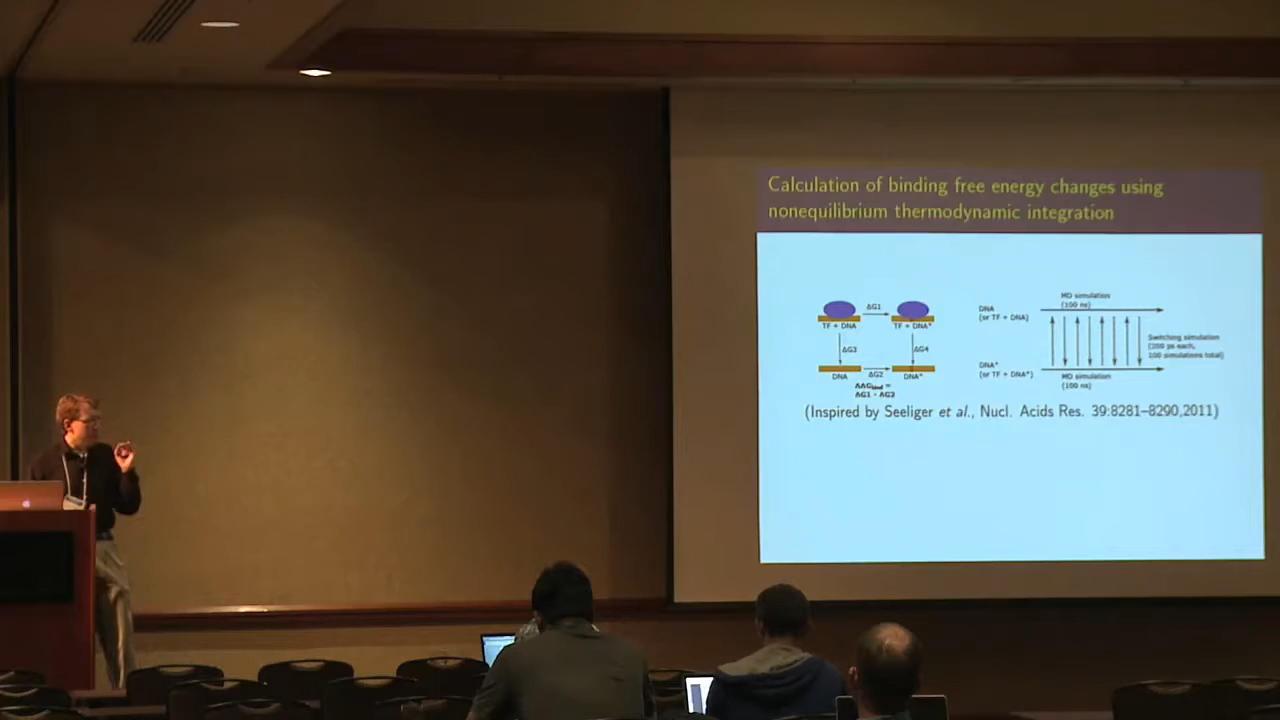 Calculation of binding free energy changes using
nonequilibrium thermodynamic integration
ΔG1
TF + DNA
TF + DNA*
ΔG3
ΔG4
ΔG2
DNA
DNA*
ΔΔGbind =
ΔG1 - ΔG2
MD simulation
(100 ns)
DNA
(or TF + DNA)
Switching simulation
(200 ps each,
100 simulations total)
DNA*
(or TF + DNA*)
MD simulation
(100 ns)
(Inspired by Seeliger et al., Nucl. Acids Res. 39:8281–8290,2011)